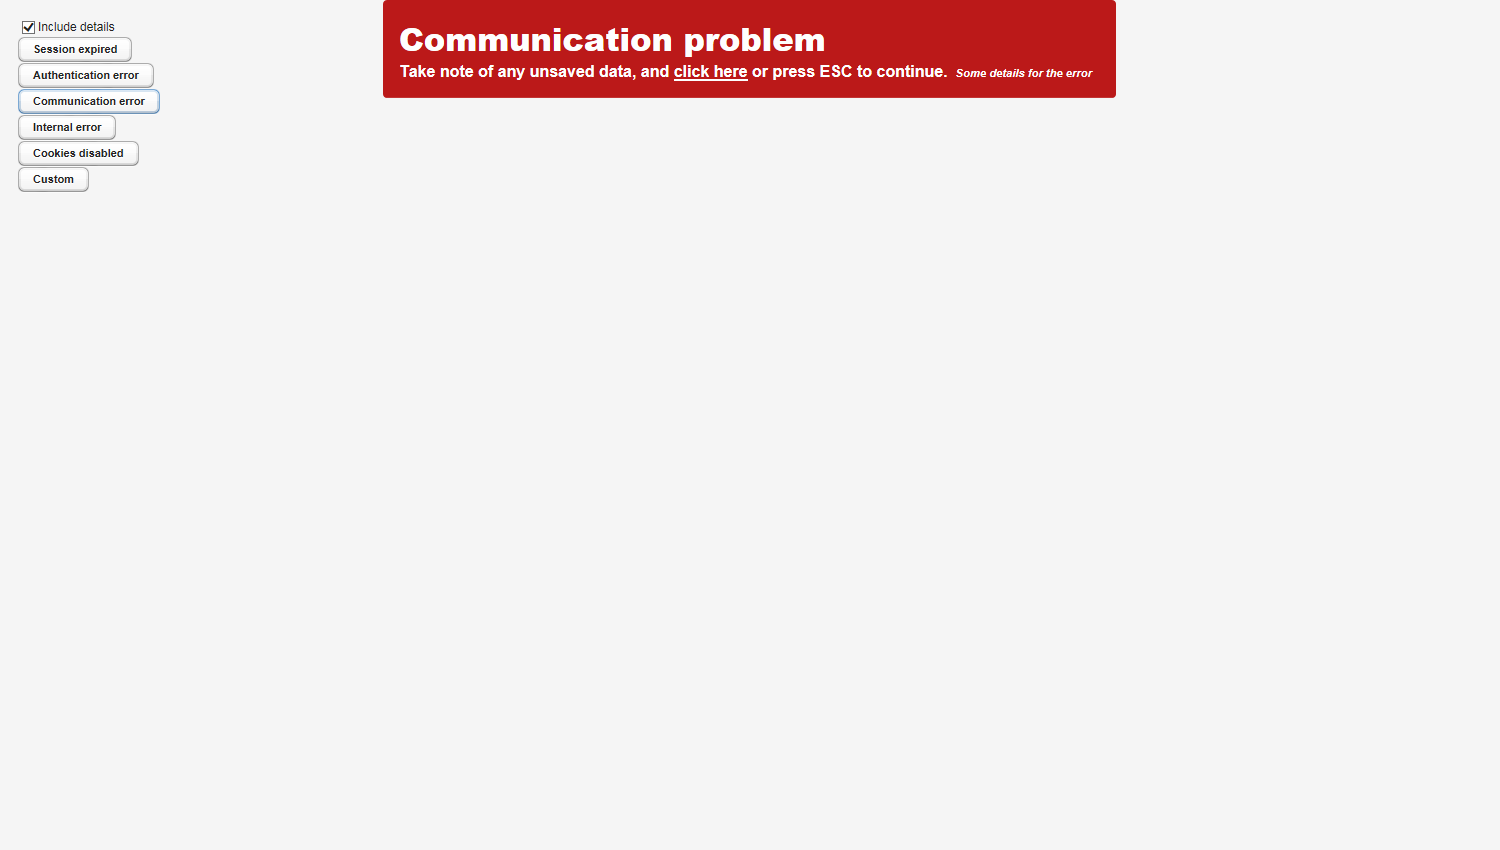 Include details
Session expired
Authentication error
Communication error
Internal error
Cookies disabled
Custom
Communication problem
Take note of any unsaved data, and click here or press ESC to continue. Some details for the error